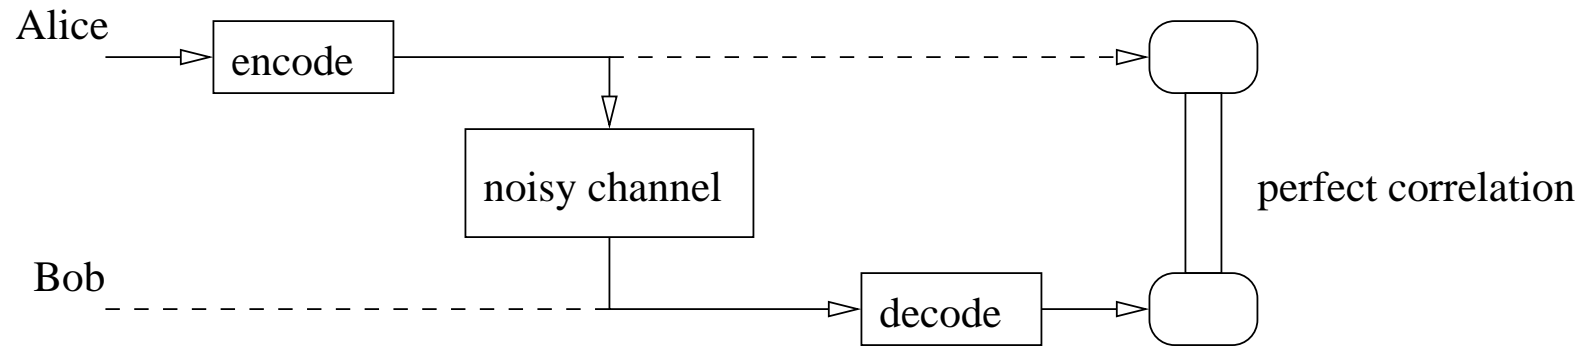 Alice
encode
noisy channel
perfect correlation
Bob
decode